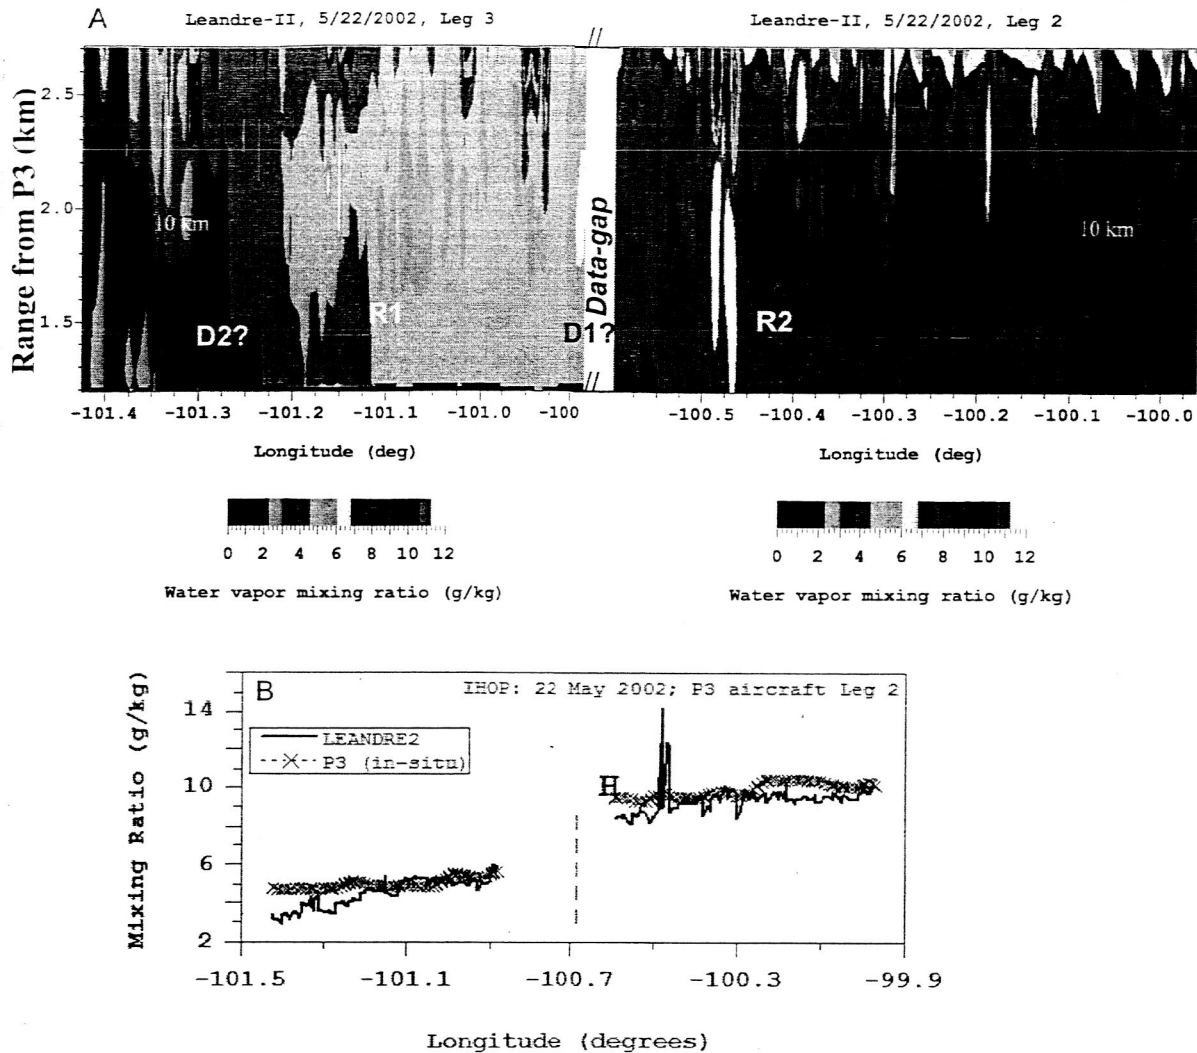 A
Leandre-II, 5/22/2002, Leg 3
//
Leandre-II, 5/22/2002, Leg 2
Range from P3 (km)
2.5
2.0
1.5
10 km
D2?
R1
D1?
Data-gap
R2
10 km
//
-101.4 -101.3 -101.2 -101.1 -101.0 -100
-100.5 -100.4 -100.3 -100.2 -100.1 -100.0
Longitude (deg)
Longitude (deg)
0 2 4 6 8 10 12
0 2 4 6 8 10 12
Water vapor mixing ratio (g/kg)
Water vapor mixing ratio (g/kg)
B
IHOP: 22 May 2002; P3 aircraft Leg 2
LEANDRE2
P3 (in-situ)
H
Mixing Ratio (g/kg)
14
10
6
2
-101.5 -101.1 -100.7 -100.3 -99.9
Longitude (degrees)